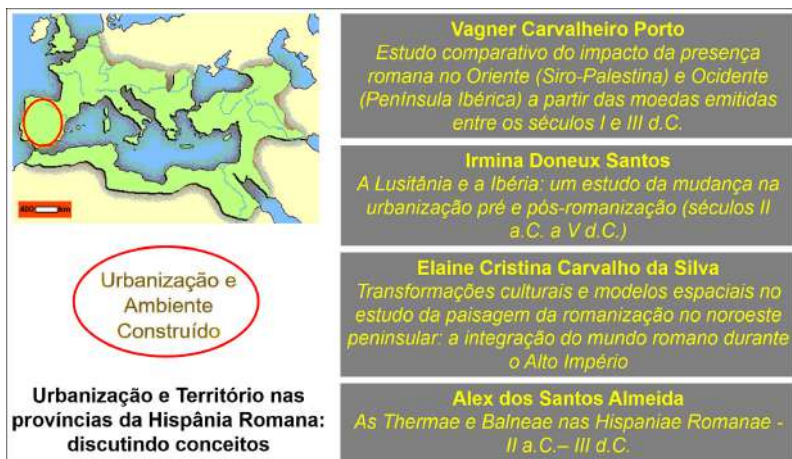 400 km
Urbanização e
Ambiente
Construído
Urbanização e Território nas
províncias da Hispânia Romana:
discutindo conceitos
Vagner Carvalheiro Porto
Estudo comparativo do impacto da presença
romana no Oriente (Siro-Palestina) e Ocidente
(Península Ibérica) a partir das moedas emitidas
entre os séculos I e III d.C.
Irmina Doneux Santos
A Lusitânia e a Ibéria: um estudo da mudança na
urbanização pré e pós-romanização (séculos II
a.C. a V d.C.)
Elaine Cristina Carvalho da Silva
Transformações culturais e modelos espaciais no
estudo da paisagem da romanização no noroeste
peninsular: a integração do mundo romano durante
o Alto Império
Alex dos Santos Almeida
As Thermae e Balneae nas Hispaniae Romanae -
II a.C.– III d.C.